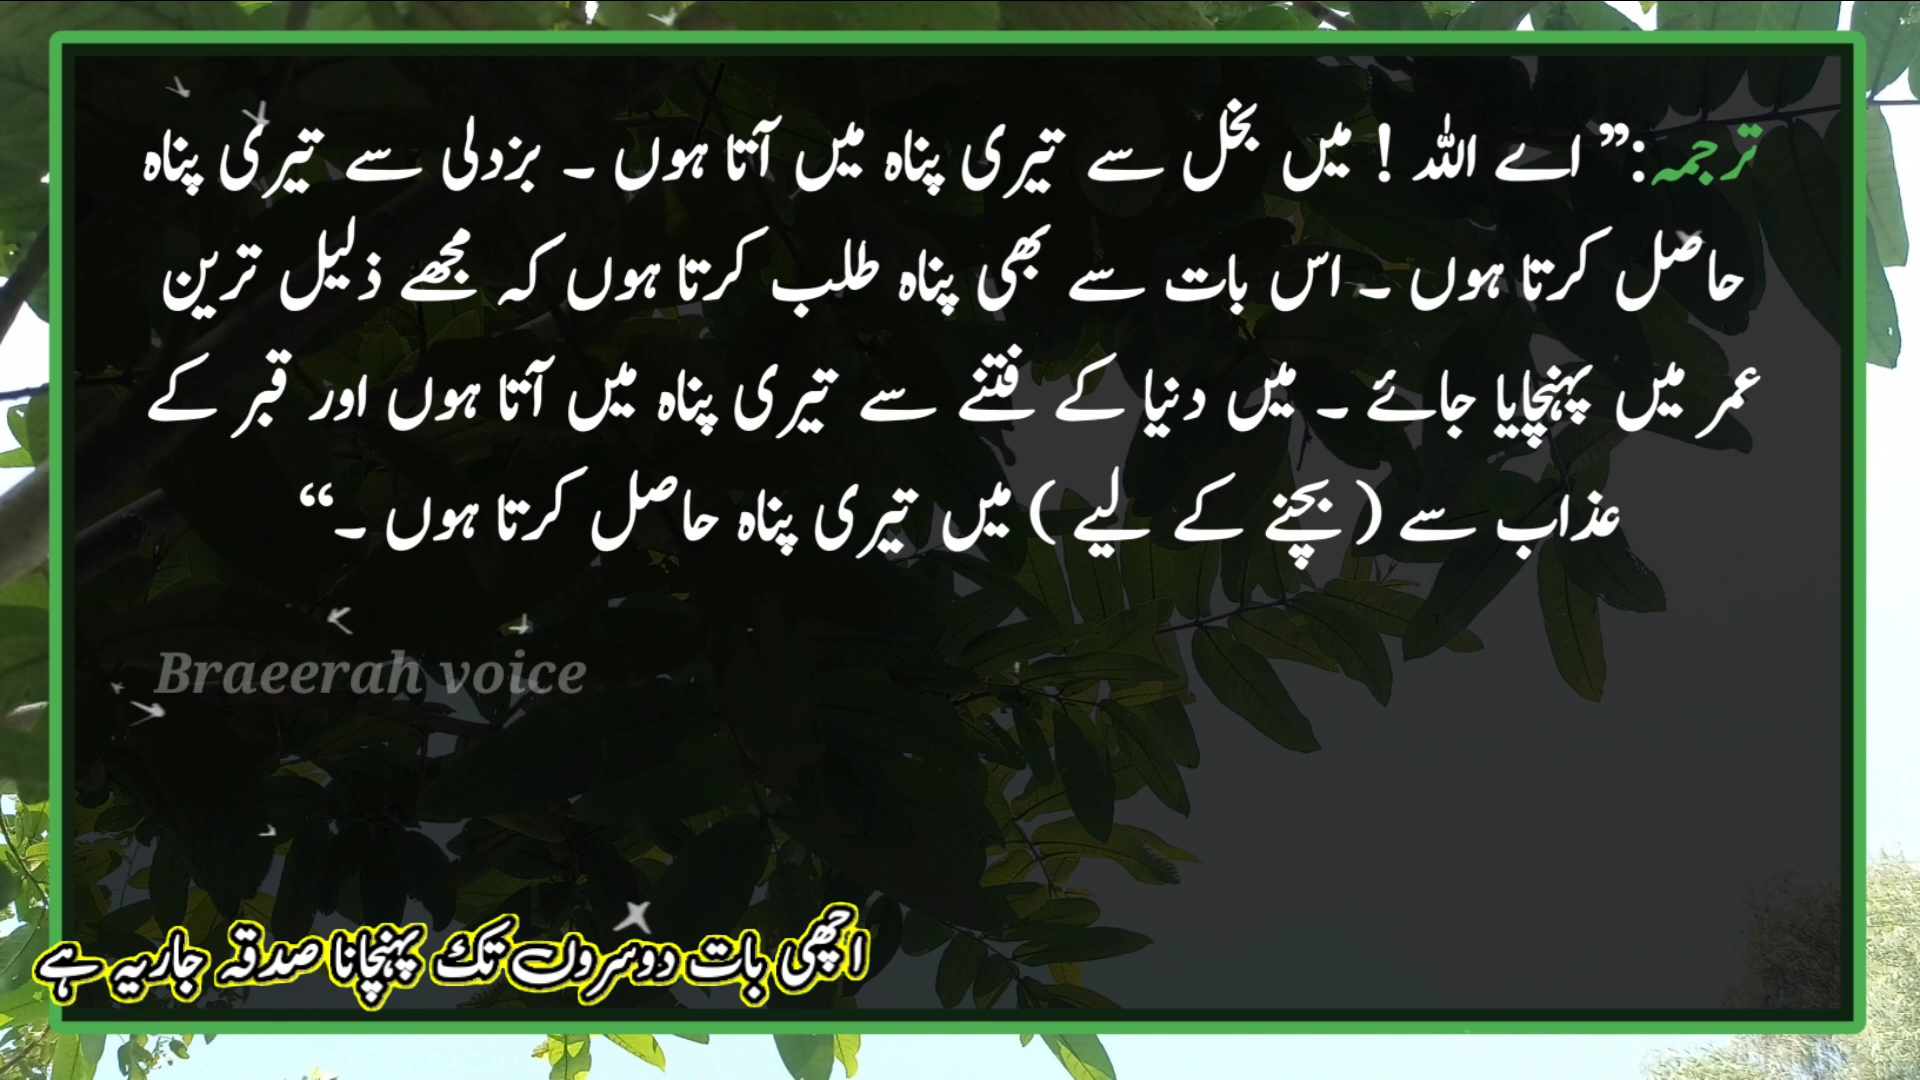 ترجمہ:” اے اللہ ! میں بخل سے تیری پناہ میں آتا ہوں ۔ بزدلی سے تیری پناہ
حاصل کرتا ہوں ۔ اس بات سے بھی پناہ طلب کرتا ہوں کہ مجھے ذلیل ترین
عمر میں پہنچایا جائے ۔ میں دنیا کے فتنے سے تیری پناہ میں آتا ہوں اور قبر کے
عذاب سے ( بچنے کے لیے ) میں تیری پناہ حاصل کرتا ہوں ۔“
Braeerah voice
اچھی بات دوسروں تک پہنچانا صدقہ جاریہ ہے